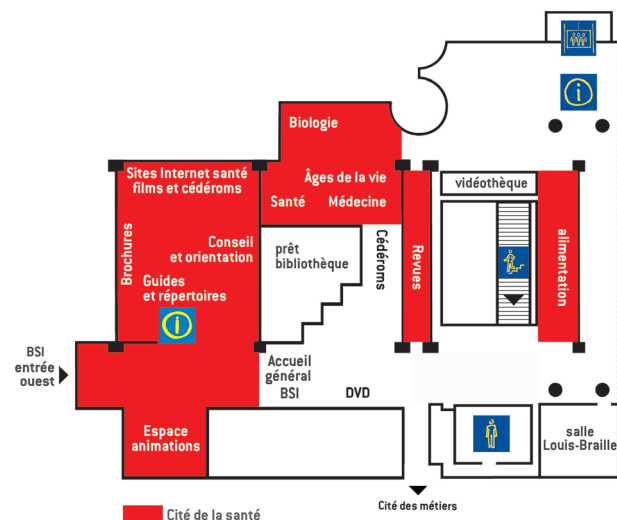 Biologie
Sites Internet santé
films et cédéroms
Âges de la vie
Santé
Médecine
vidéothèque
Brochures
Conseil
et orientation
prêt
bibliothèque
Cédéroms
Revues
alimentation
Guides
et répertoires
i
i
BSI
entrée
ouest
Accueil
général
BSI
DVD
Espace
animations
salle
Louis-Braille
Cité des métiers
Cité de la santé